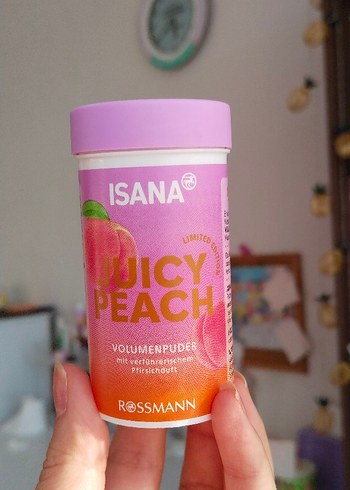 ISANA
LIMITED EDITION
JUICY
PEACH
VOLUMENPUDER
mit verführerischem
Pfirsichduft
ROSSMANN